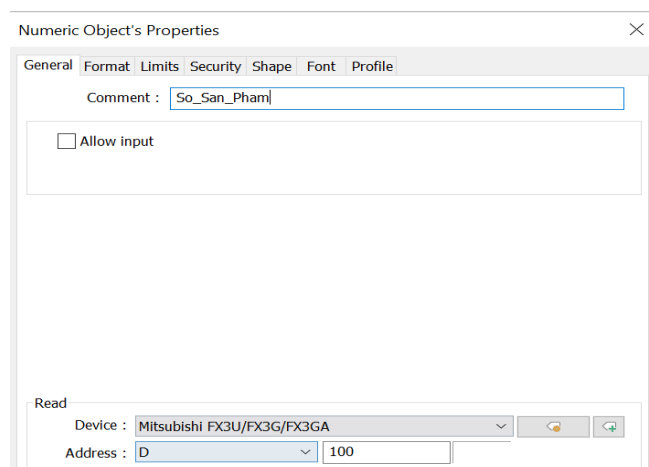 Numeric Object's Properties
General Format Limits Security Shape Font Profile
Comment : So_San_Pham
Allow input
Read
Device : Mitsubishi FX3U/FX3G/FX3GA
Address : D 100